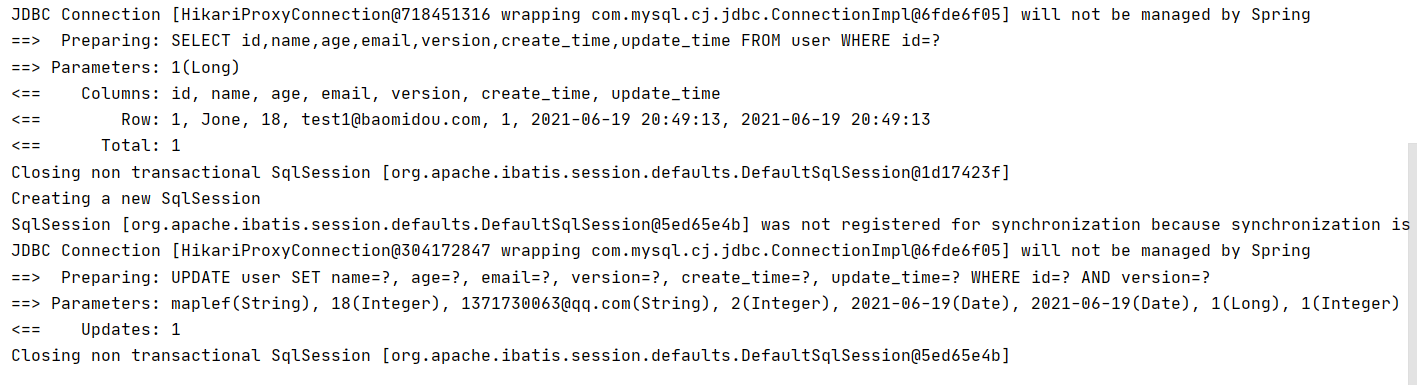 JDBC Connection [HikariProxyConnection@718451316 wrapping com.mysql.cj.jdbc.ConnectionImpl@6fde6f05] will not be managed by Spring
==>  Preparing: SELECT id,name,age,email,version,create_time,update_time FROM user WHERE id=?
==> Parameters: 1(Long)
<==    Columns: id, name, age, email, version, create_time, update_time
<==        Row: 1, Jone, 18, test1@baomidou.com, 1, 2021-06-19 20:49:13, 2021-06-19 20:49:13
<==      Total: 1
Closing non transactional SqlSession [org.apache.ibatis.session.defaults.DefaultSqlSession@1d17423f]
Creating a new SqlSession
SqlSession [org.apache.ibatis.session.defaults.DefaultSqlSession@5ed65e4b] was not registered for synchronization because synchronization is
JDBC Connection [HikariProxyConnection@304172847 wrapping com.mysql.cj.jdbc.ConnectionImpl@6fde6f05] will not be managed by Spring
==>  Preparing: UPDATE user SET name=?, age=?, email=?, version=?, create_time=?, update_time=? WHERE id=? AND version=?
==> Parameters: maplef(String), 18(Integer), 1371730063@qq.com(String), 2(Integer), 2021-06-19(Date), 2021-06-19(Date), 1(Long), 1(Integer)
<==    Updates: 1
Closing non transactional SqlSession [org.apache.ibatis.session.defaults.DefaultSqlSession@5ed65e4b]